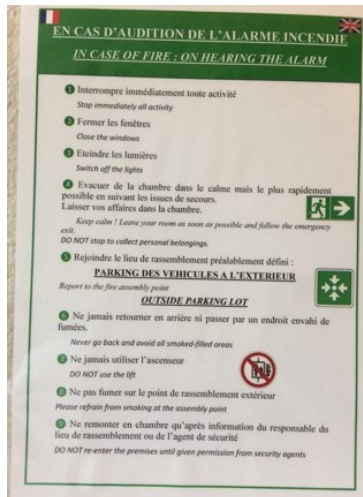 EN CAS D'AUDITION DE L'ALARME INCENDIE
IN CASE OF FIRE : ON HEARING THE ALARM
1 Interrompre immédiatement toute activité
Stop immediately all activity
2 Fermer les fenêtres
Close the windows
3 Eteindre les lumières
Switch off the lights
4 Evacuer de la chambre dans le calme mais le plus rapidement
possible en suivant les issues de secours.
Laisser vos affaires dans la chambre.
Keep calm ! Leave your room as soon as possible and follow the emergency
exit.
DO NOT stop to collect personal belongings.
5 Rejoindre le lieu de rassemblement préalablement défini :
PARKING DES VEHICULES A L'EXTERIEUR
Report to the fire assembly point
OUTSIDE PARKING LOT
6 Ne jamais retourner en arrière ni passer par un endroit envahi de
fumées.
Never go back and avoid all smoked-filled areas
7 Ne jamais utiliser l'ascenseur
DO NOT use the lift
8 Ne pas fumer sur le point de rassemblement extérieur
Please refrain from smoking at the assembly point
9 Ne remonter en chambre qu'après information du responsable du
lieu de rassemblement ou de l'agent de sécurité
DO NOT re-enter the premises until given permission from security agents